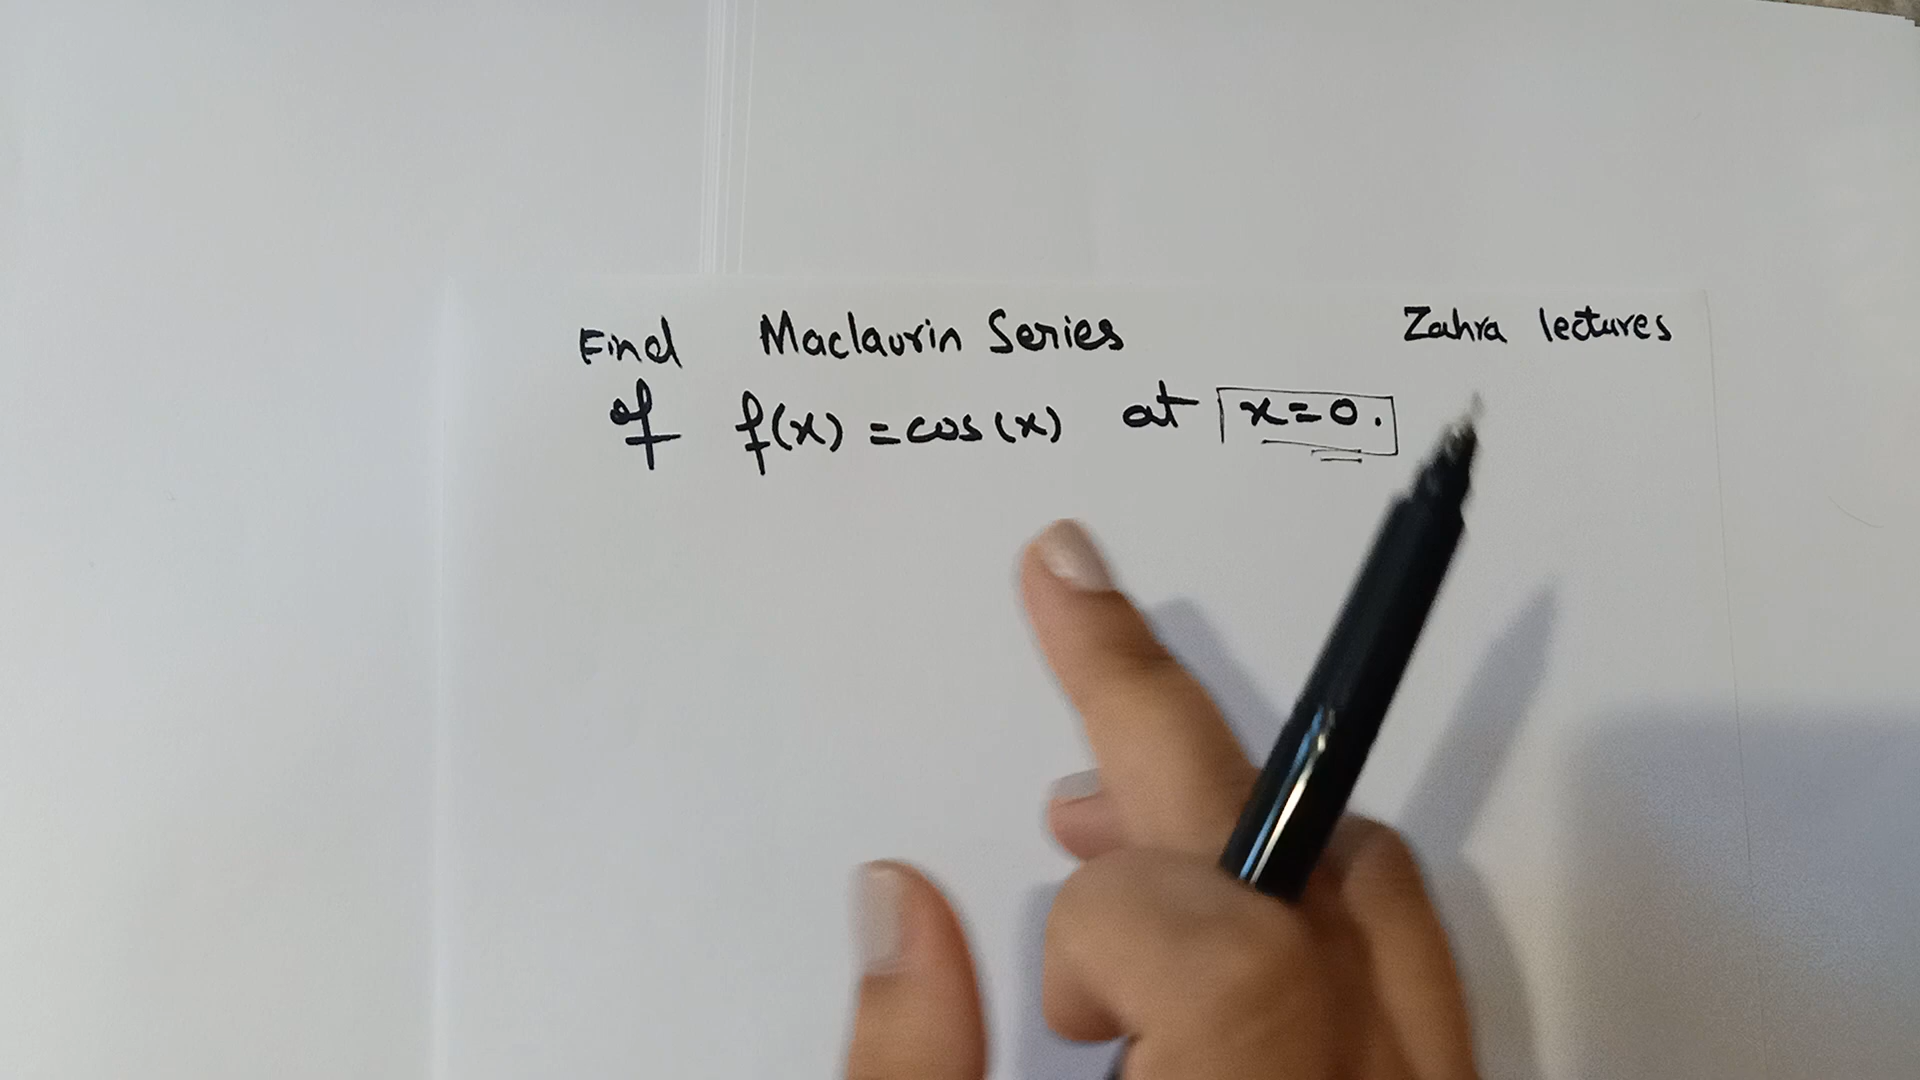 Find Maclaurin Series
of f(x) = cos(x) at x=0.
Zahra lectures